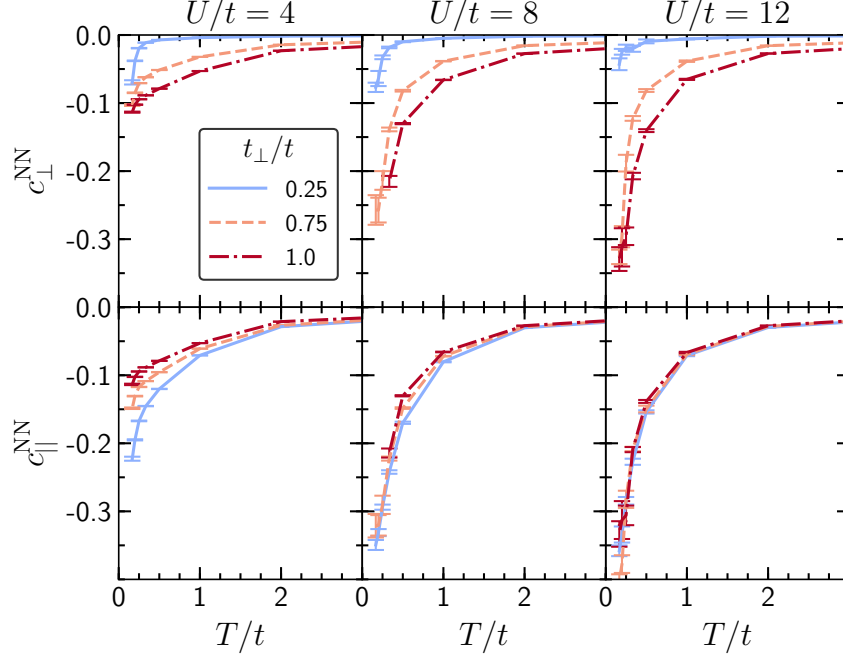 U/t = 4 U/t = 8 U/t = 12
0.0
-0.1
-0.2
-0.3
c⊥^NN
t⊥/t
0.25
0.75
1.0
0.0
-0.1
-0.2
-0.3
c||^NN
0 1 2 0 1 2 0 1 2
T/t T/t T/t